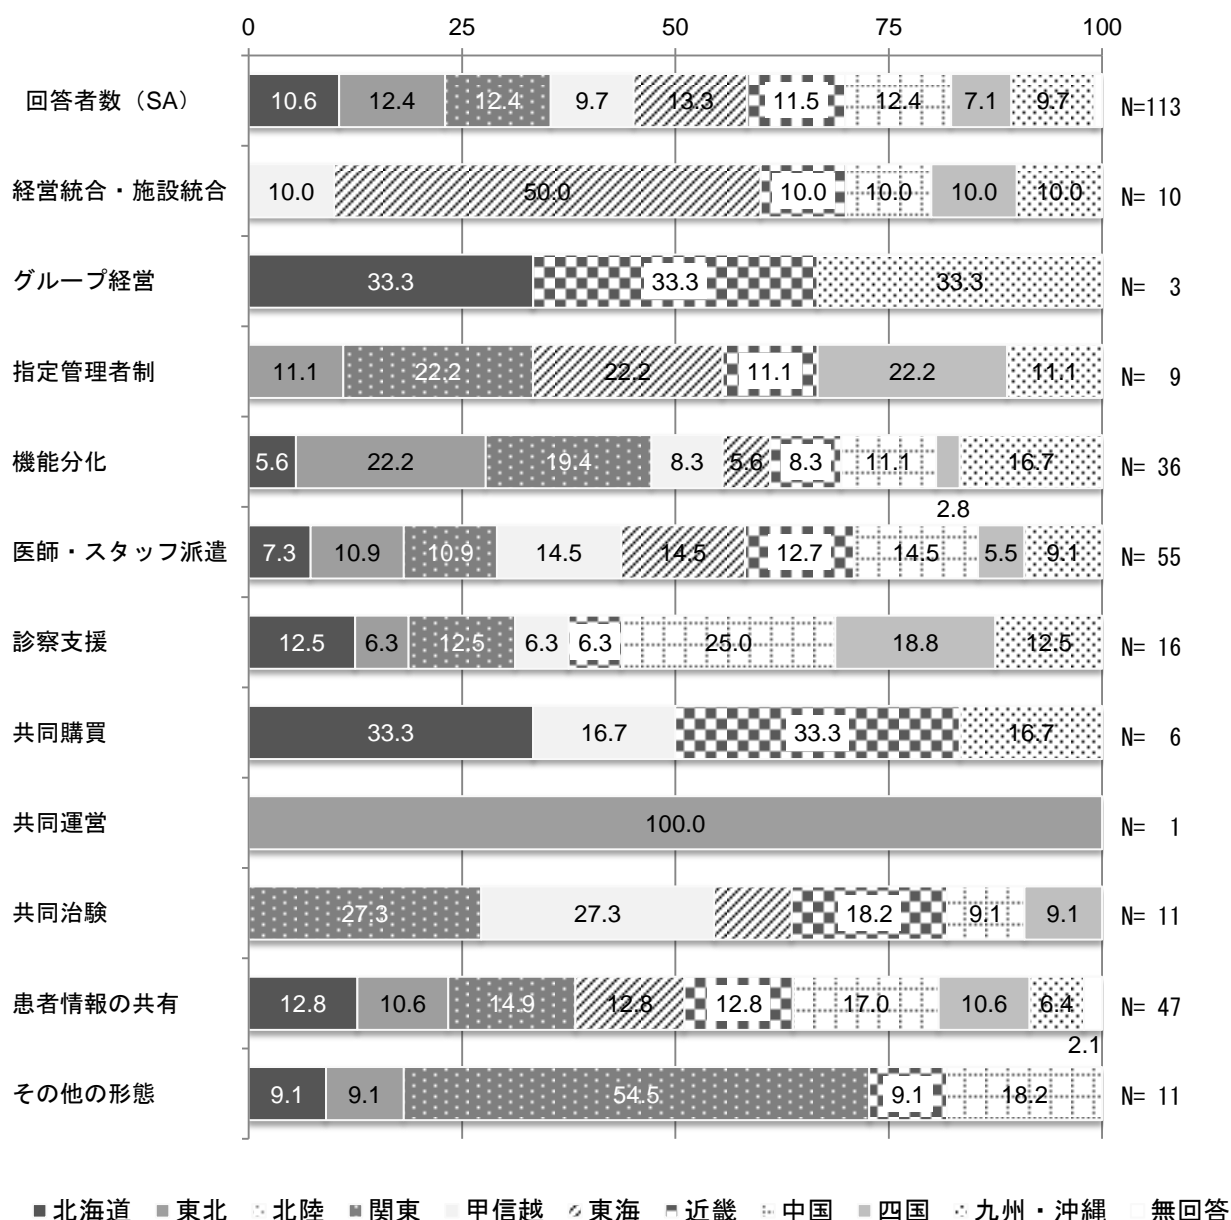 0 25 50 75 100
回答者数（SA） 10.6 12.4 12.4 9.7 13.3 11.5 12.4 7.1 9.7 N=113
経営統合・施設統合 10.0 50.0 10.0 10.0 10.0 10.0 N= 10
グループ経営 33.3 33.3 33.3 N= 3
指定管理者制 11.1 22.2 22.2 11.1 22.2 11.1 N= 9
機能分化 5.6 22.2 19.4 8.3 5.6 8.3 11.1 16.7 N= 36
2.8
医師・スタッフ派遣 7.3 10.9 10.9 14.5 14.5 12.7 14.5 5.5 9.1 N= 55
診察支援 12.5 6.3 12.5 6.3 6.3 25.0 18.8 12.5 N= 16
共同購買 33.3 16.7 33.3 16.7 N= 6
共同運営 100.0 N= 1
共同治験 27.3 27.3 18.2 9.1 9.1 N= 11
患者情報の共有 12.8 10.6 14.9 12.8 12.8 17.0 10.6 6.4 N= 47
2.1
その他の形態 9.1 9.1 54.5 9.1 18.2 N= 11
北海道 東北 北陸 関東 甲信越 東海 近畿 中国 四国 九州・沖縄 無回答